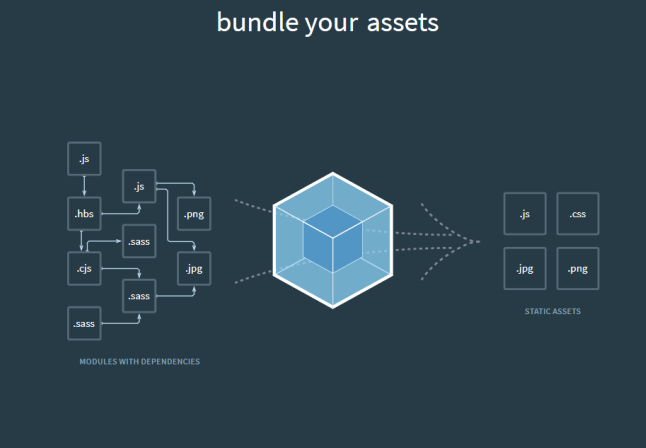 bundle your assets
.js
.js
.hbs
.png
.sass
.cjs
.jpg
.sass
.sass
MODULES WITH DEPENDENCIES
.js
.css
.jpg
.png
STATIC ASSETS